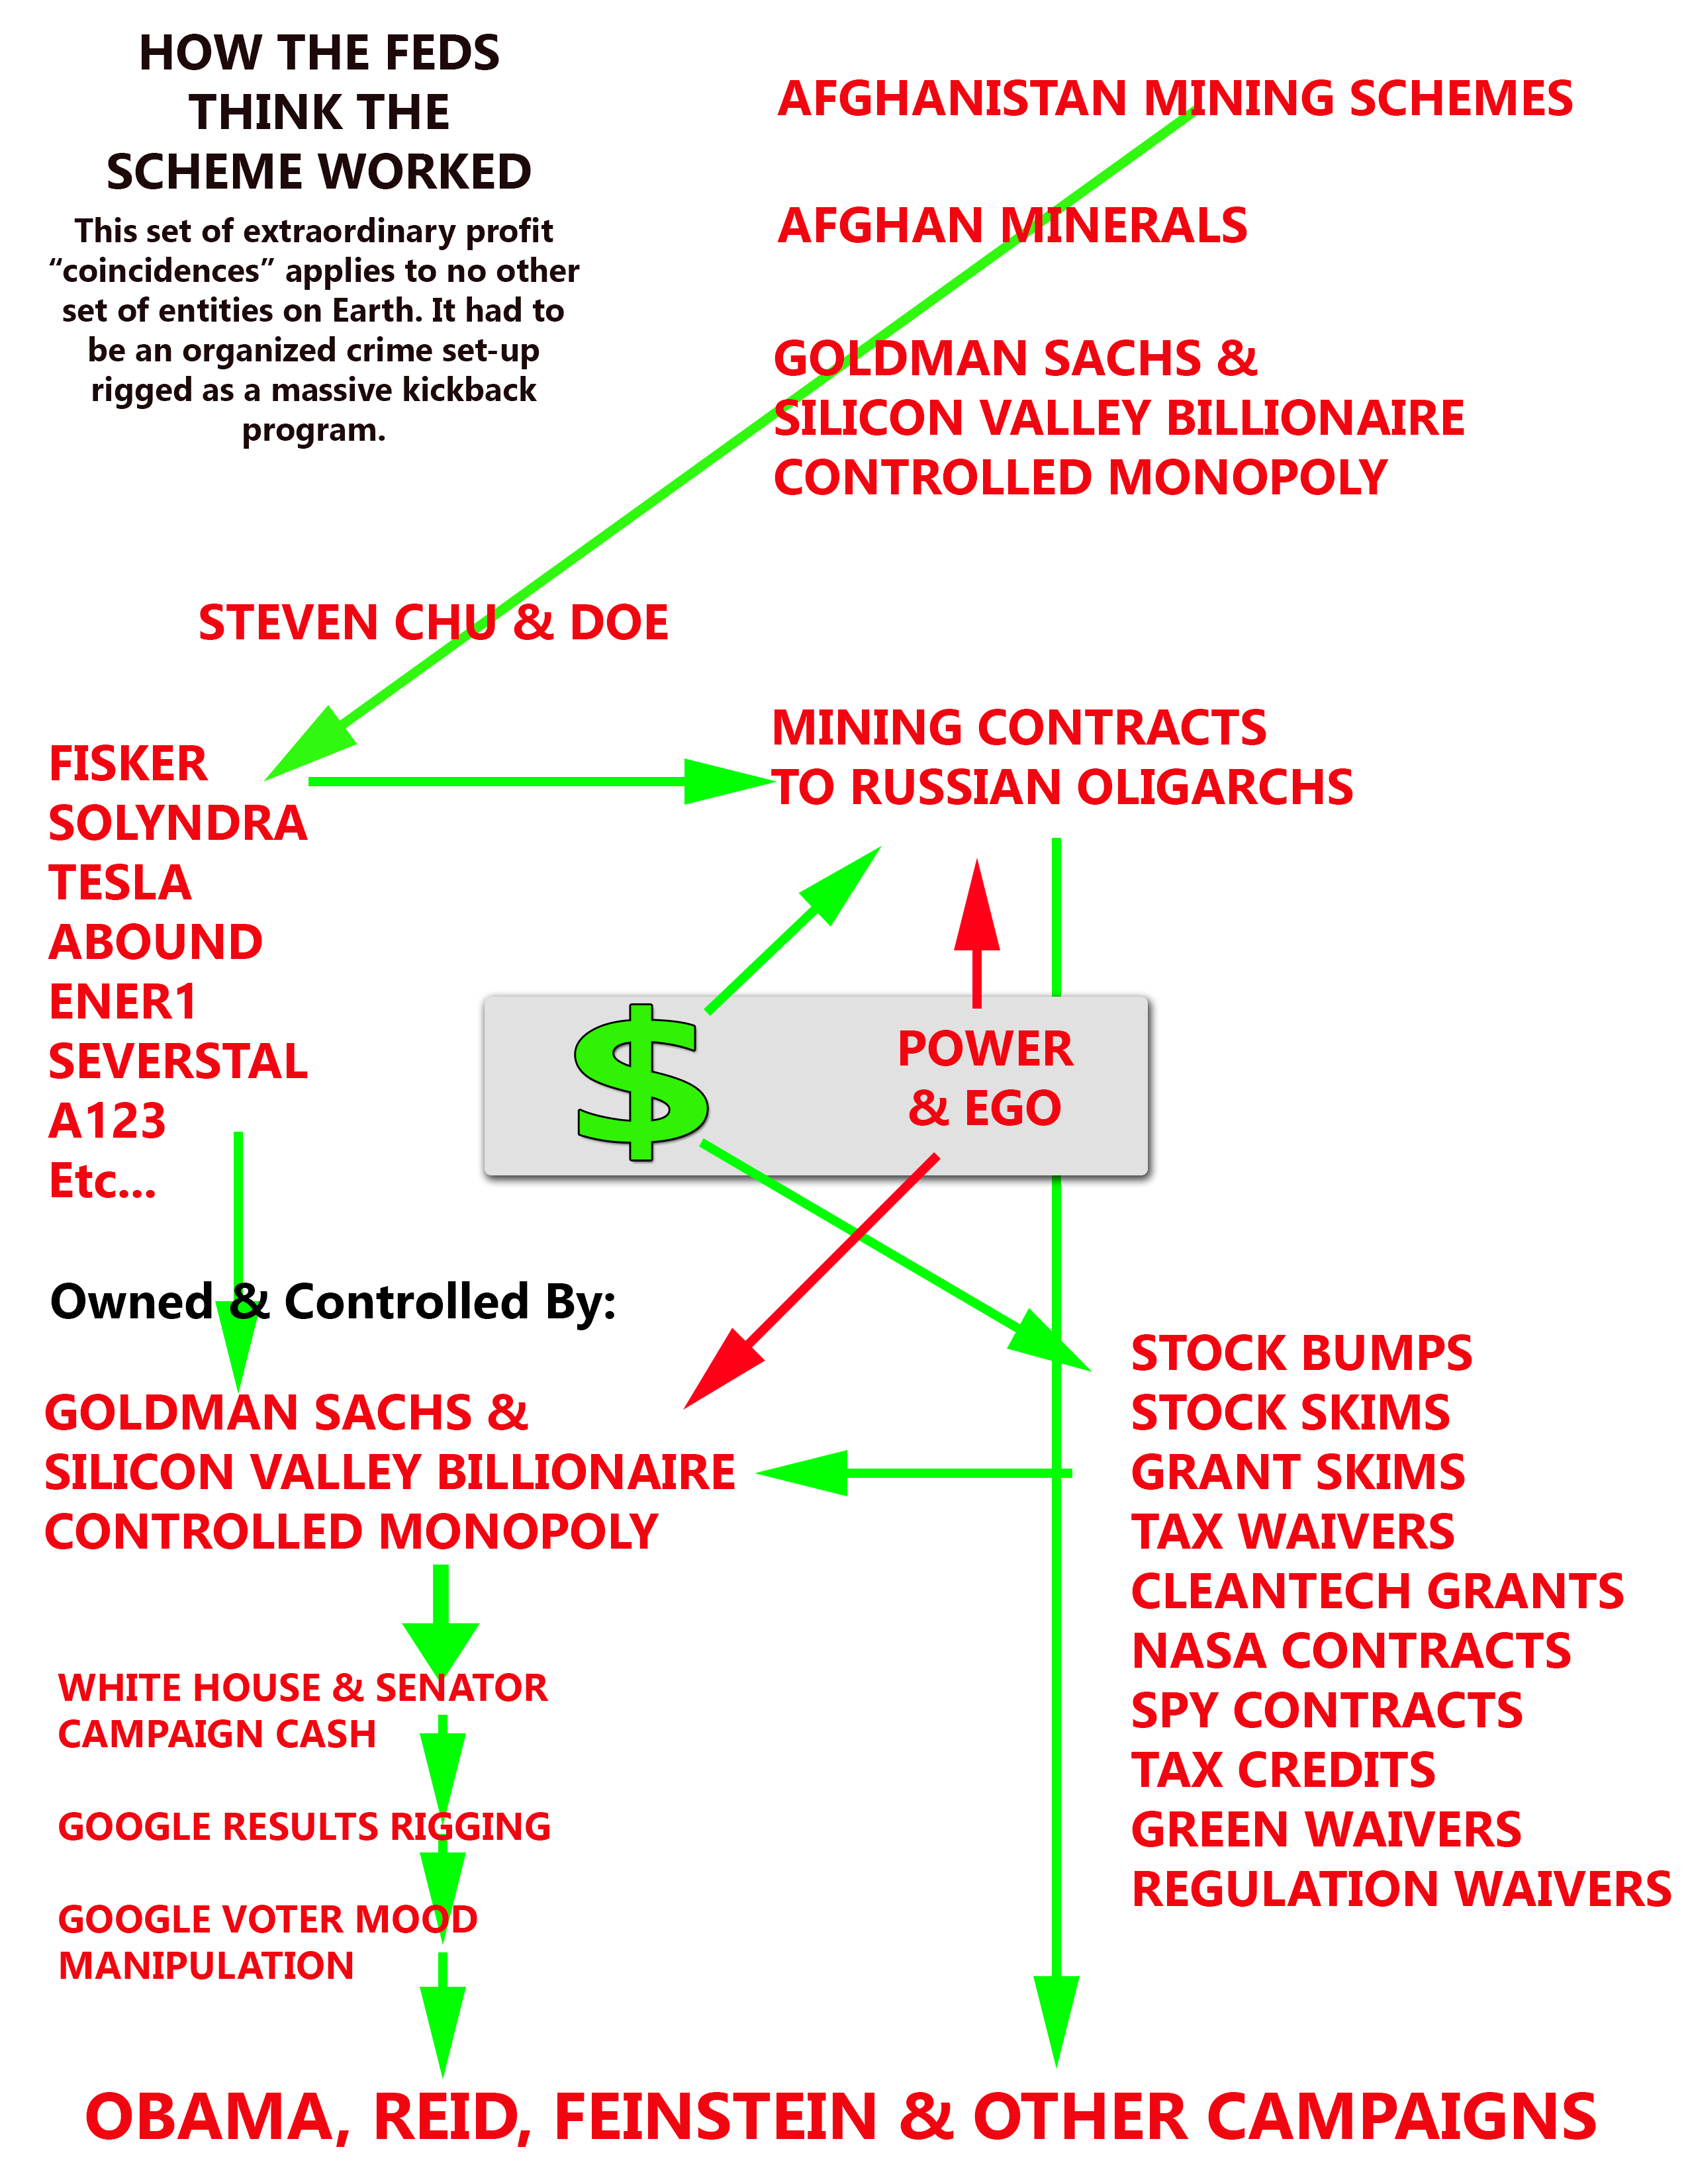 HOW THE FEDS
THINK THE
SCHEME WORKED
This set of extraordinary profit
“coincidences” applies to no other
set of entities on Earth. It had to
be an organized crime set-up
rigged as a massive kickback
program.
AFGHANISTAN MINING SCHEMES
AFGHAN MINERALS
GOLDMAN SACHS &
SILICON VALLEY BILLIONAIRE
CONTROLLED MONOPOLY
STEVEN CHU & DOE
FISKER
SOLYNDRA
TESLA
ABOUND
ENER1
SEVERSTAL
A123
Etc...
MINING CONTRACTS
TO RUSSIAN OLIGARCHS
$
POWER
& EGO
Owned & Controlled By:
GOLDMAN SACHS &
SILICON VALLEY BILLIONAIRE
CONTROLLED MONOPOLY
STOCK BUMPS
STOCK SKIMS
GRANT SKIMS
TAX WAIVERS
CLEANTECH GRANTS
NASA CONTRACTS
SPY CONTRACTS
TAX CREDITS
GREEN WAIVERS
REGULATION WAIVERS
WHITE HOUSE & SENATOR
CAMPAIGN CASH
GOOGLE RESULTS RIGGING
GOOGLE VOTER MOOD
MANIPULATION
OBAMA, REID, FEINSTEIN & OTHER CAMPAIGNS